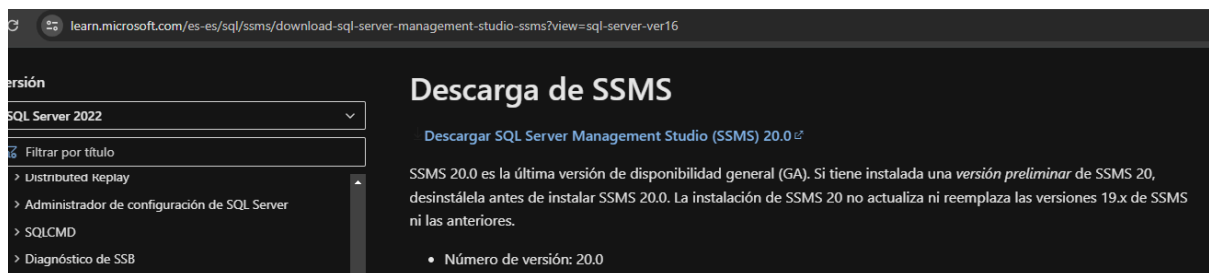 learn.microsoft.com/es-es/sql/ssms/download-sql-server-management-studio-ssms?view=sql-server-ver16
ersión
SQL Server 2022
Filtrar por título
> Distributed Replay
> Administrador de configuración de SQL Server
> SQLCMD
> Diagnóstico de SSB
Descarga de SSMS
Descargar SQL Server Management Studio (SSMS) 20.0
SSMS 20.0 es la última versión de disponibilidad general (GA). Si tiene instalada una versión preliminar de SSMS 20,
desinstálela antes de instalar SSMS 20.0. La instalación de SSMS 20 no actualiza ni reemplaza las versiones 19.x de SSMS
ni las anteriores.
• Número de versión: 20.0